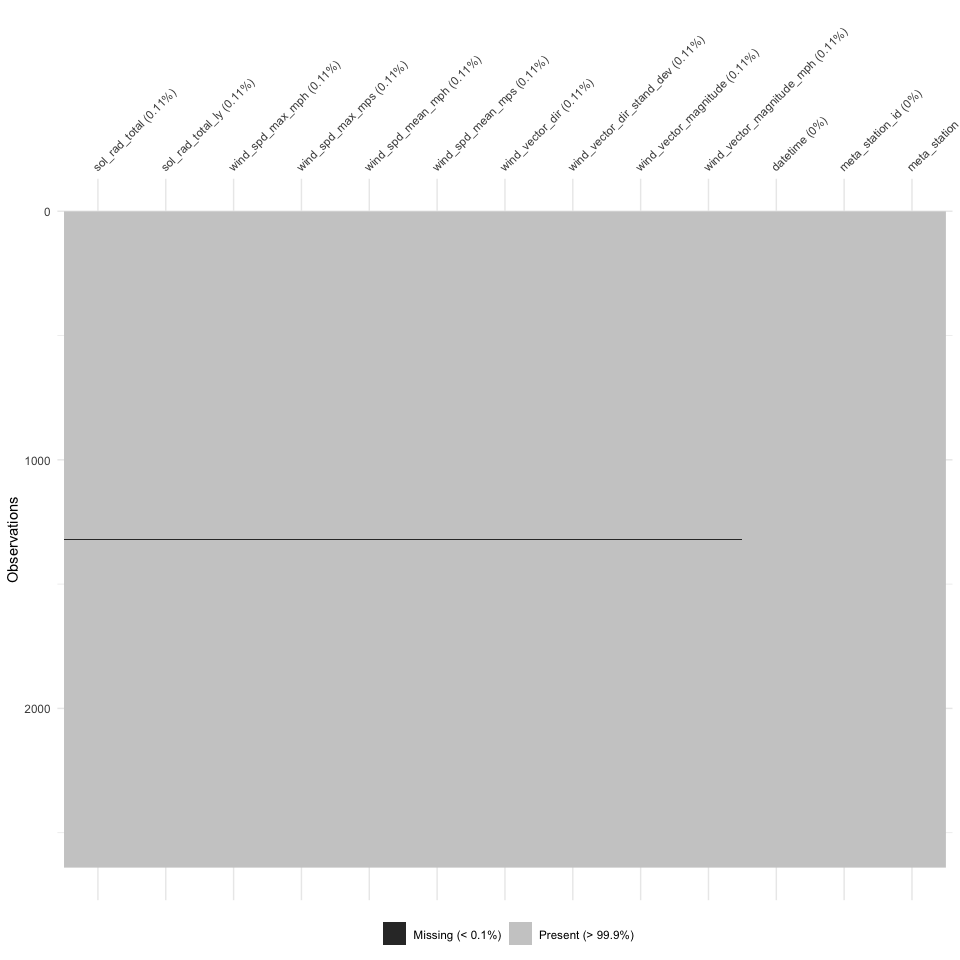 sol_rad_total (0.11%)
sol_rad_total_ly (0.11%)
wind_spd_max_mph (0.11%)
wind_spd_max_mps (0.11%)
wind_spd_mean_mph (0.11%)
wind_spd_mean_mps (0.11%)
wind_vector_dir (0.11%)
wind_vector_dir_stand_dev (0.11%)
wind_vector_magnitude (0.11%)
wind_vector_magnitude_mph (0.11%)
datetime (0%)
meta_station_id (0%)
meta_station
0
1000
2000
Observations
Missing (< 0.1%)
Present (> 99.9%)